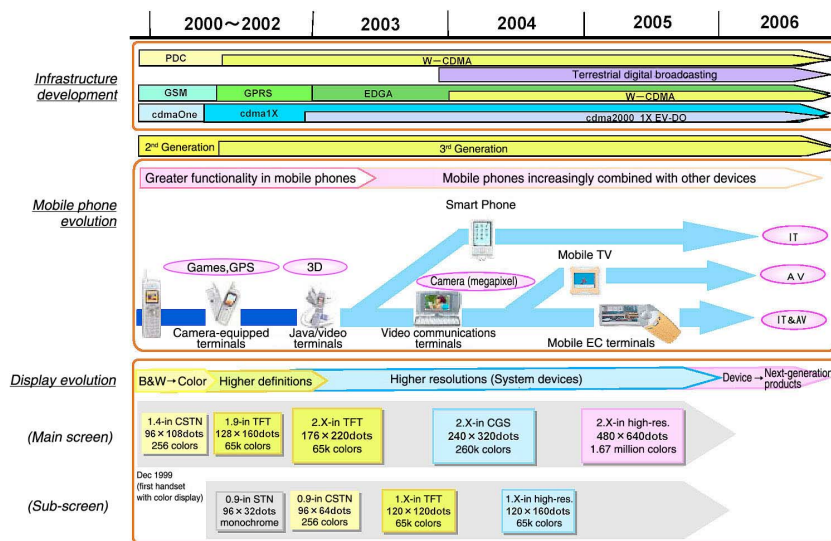 2000～2002
2003
2004
2005
2006
Infrastructure
development
PDC
W－CDMA
Terrestrial digital broadcasting
GSM
GPRS
EDGA
W－CDMA
cdmaOne
cdma1X
cdma2000 1X EV-DO
2nd Generation
3rd Generation
Mobile phone
evolution
Greater functionality in mobile phones
Mobile phones increasingly combined with other devices
Smart Phone
IT
Games,GPS
3D
Camera (megapixel)
Mobile TV
AV
Camera-equipped
terminals
Java/video
terminals
Video communications
terminals
Mobile EC terminals
IT&AV
Display evolution
B&W→Color
Higher definitions
Higher resolutions (System devices)
Device → Next-generation
products
(Main screen)
1.4-in CSTN
96×108dots
256 colors
1.9-in TFT
128×160dots
65k colors
2.X-in TFT
176×220dots
65k colors
2.X-in CGS
240×320dots
260k colors
2.X-in high-res.
480×640dots
1.67 million colors
Dec 1999
(first handset
with color display)
(Sub-screen)
0.9-in STN
96×32dots
monochrome
0.9-in CSTN
96×64dots
256 colors
1.X-in TFT
120×120dots
65k colors
1.X-in high-res.
120×160dots
65k colors